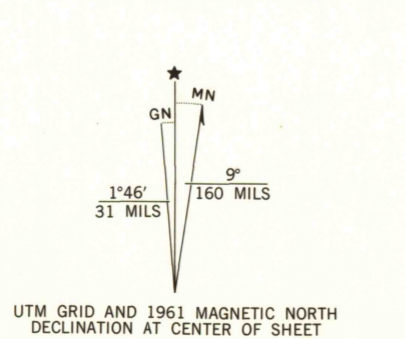 MN
GN
9°
160 MILS
1°46′
31 MILS
UTM GRID AND 1961 MAGNETIC NORTH
DECLINATION AT CENTER OF SHEET